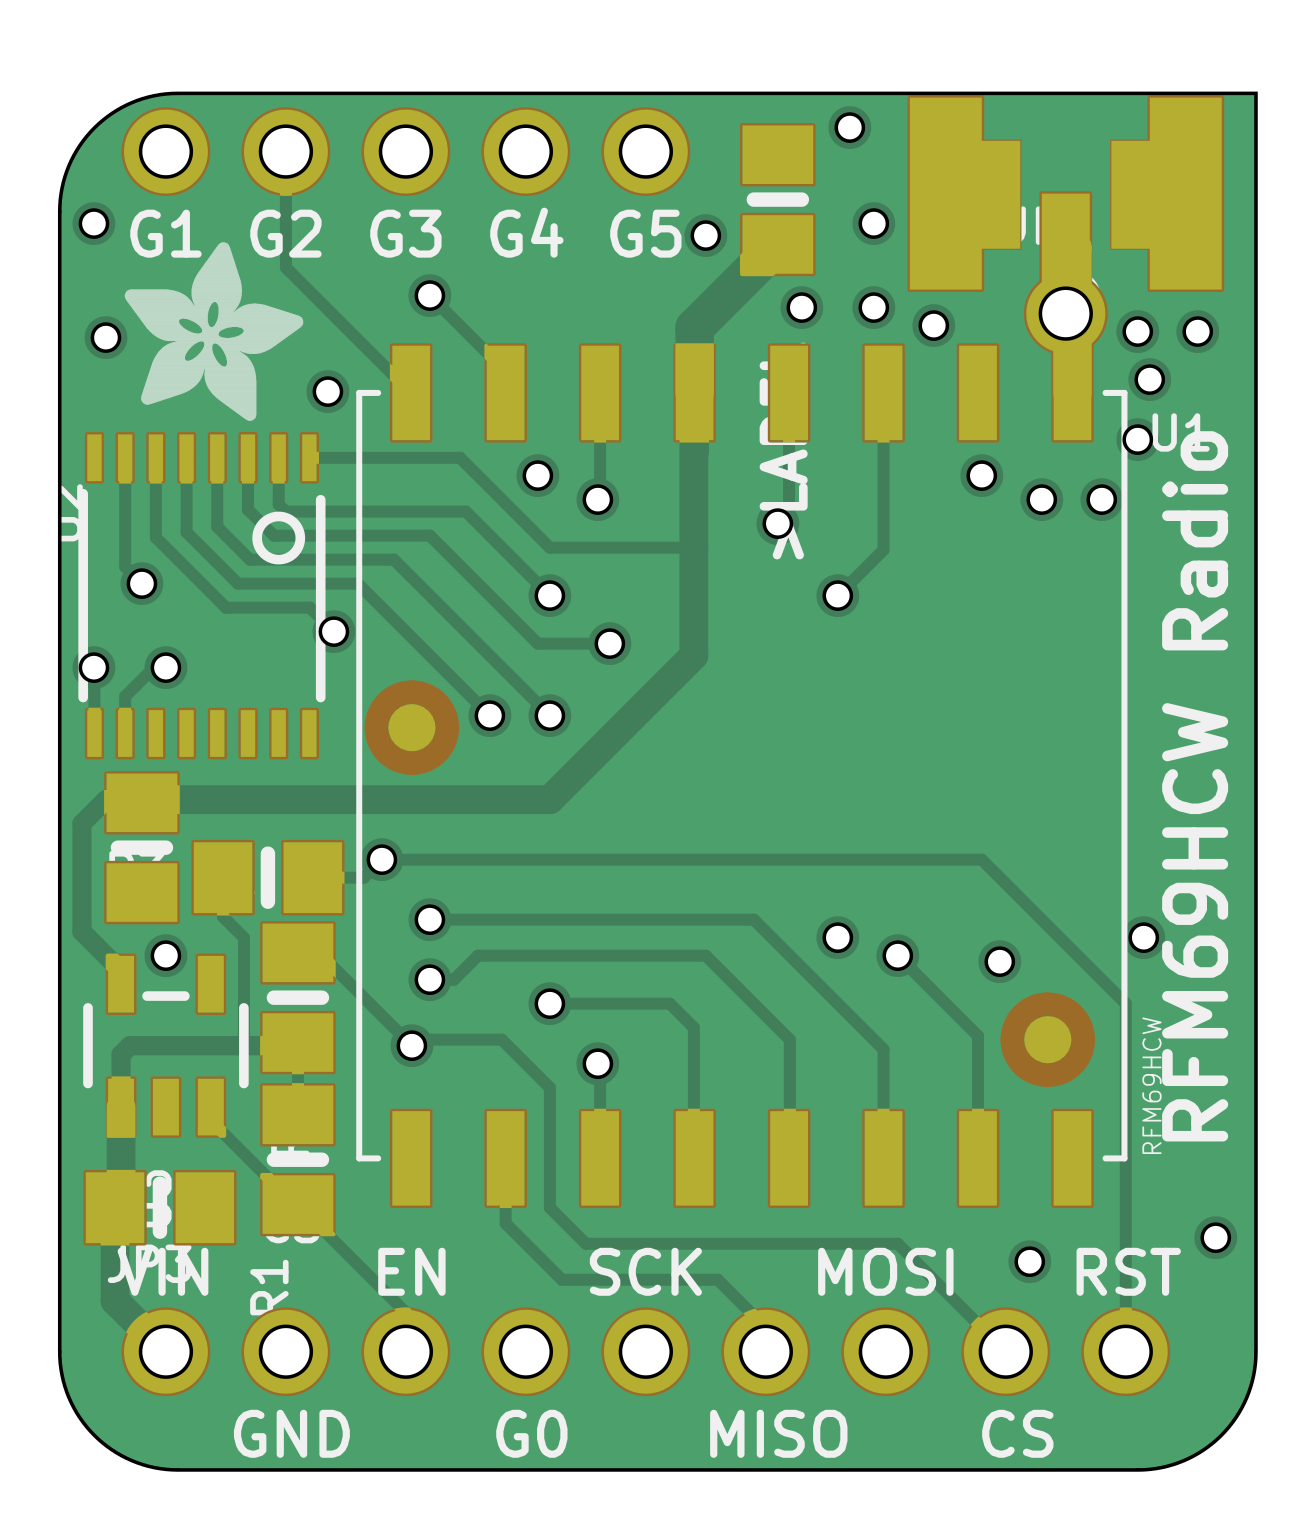 G1 G2 G3 G4 G5
U1
U2
RFM69HCW Radio
RFM69HCW
VIN EN SCK MOSI RST
R1
GND G0 MISO CS